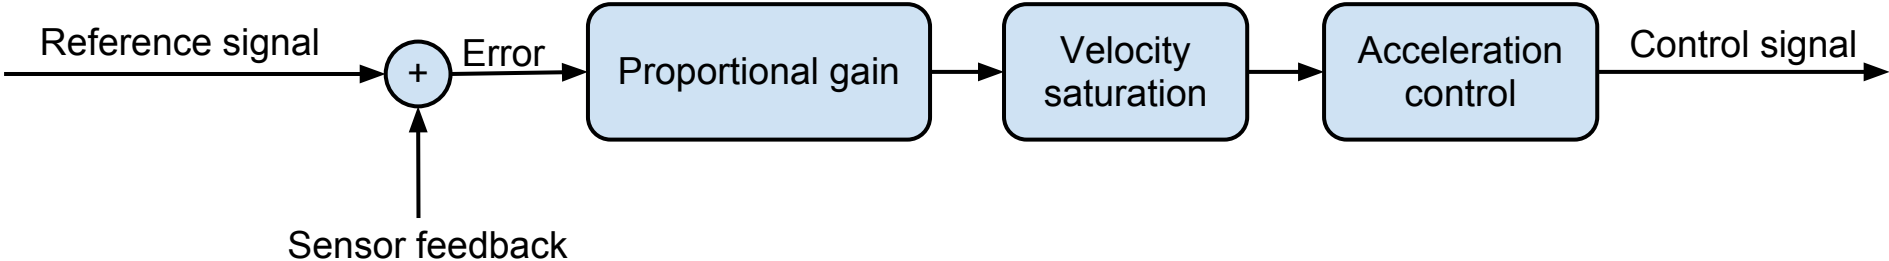 Reference signal
+
Error
Proportional gain
Velocity
saturation
Acceleration
control
Control signal
Sensor feedback